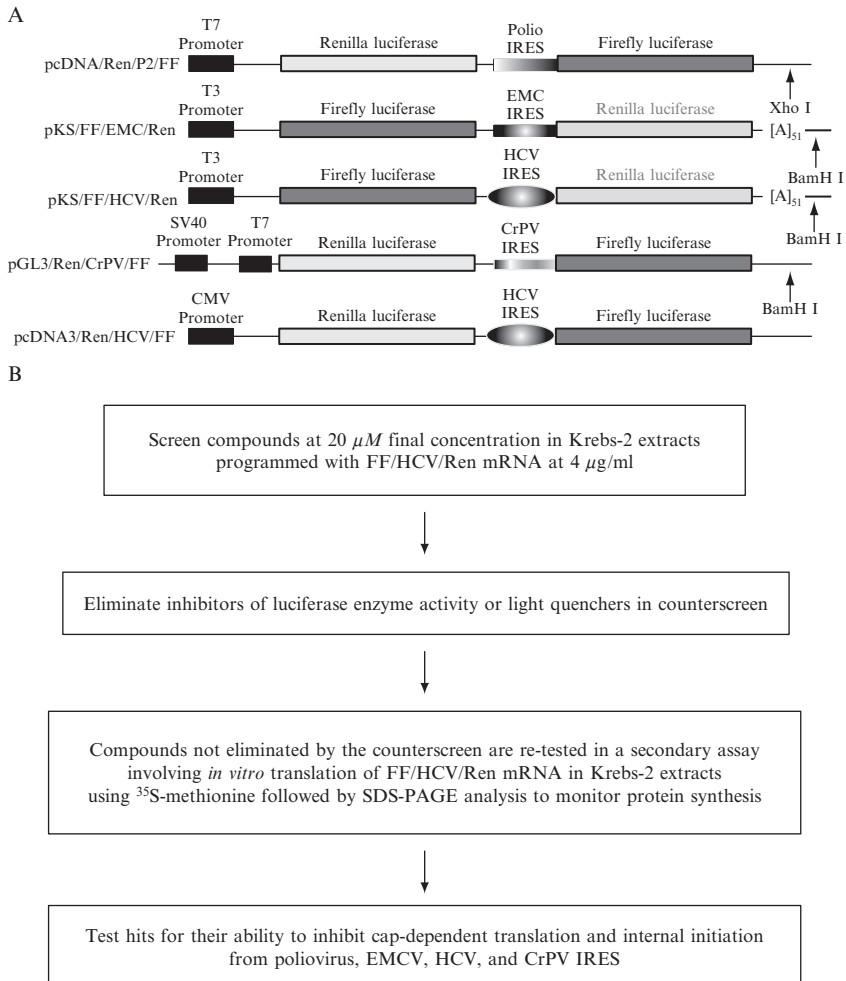 A
T7
Promoter
Renilla luciferase
Polio
IRES
Firefly luciferase
pcDNA/Ren/P2/FF
Xho I
T3
Promoter
Firefly luciferase
EMC
IRES
Renilla luciferase
pKS/FF/EMC/Ren
[A]51
BamH I
T3
Promoter
Firefly luciferase
HCV
IRES
Renilla luciferase
pKS/FF/HCV/Ren
[A]51
BamH I
SV40
Promoter
T7
Promoter
Renilla luciferase
CrPV
IRES
Firefly luciferase
pGL3/Ren/CrPV/FF
BamH I
CMV
Promoter
Renilla luciferase
HCV
IRES
Firefly luciferase
pcDNA3/Ren/HCV/FF
B
Screen compounds at 20 μM final concentration in Krebs-2 extracts
programmed with FF/HCV/Ren mRNA at 4 μg/ml
Eliminate inhibitors of luciferase enzyme activity or light quenchers in counterscreen
Compounds not eliminated by the counterscreen are re-tested in a secondary assay
involving in vitro translation of FF/HCV/Ren mRNA in Krebs-2 extracts
using 35S-methionine followed by SDS-PAGE analysis to monitor protein synthesis
Test hits for their ability to inhibit cap-dependent translation and internal initiation
from poliovirus, EMCV, HCV, and CrPV IRES